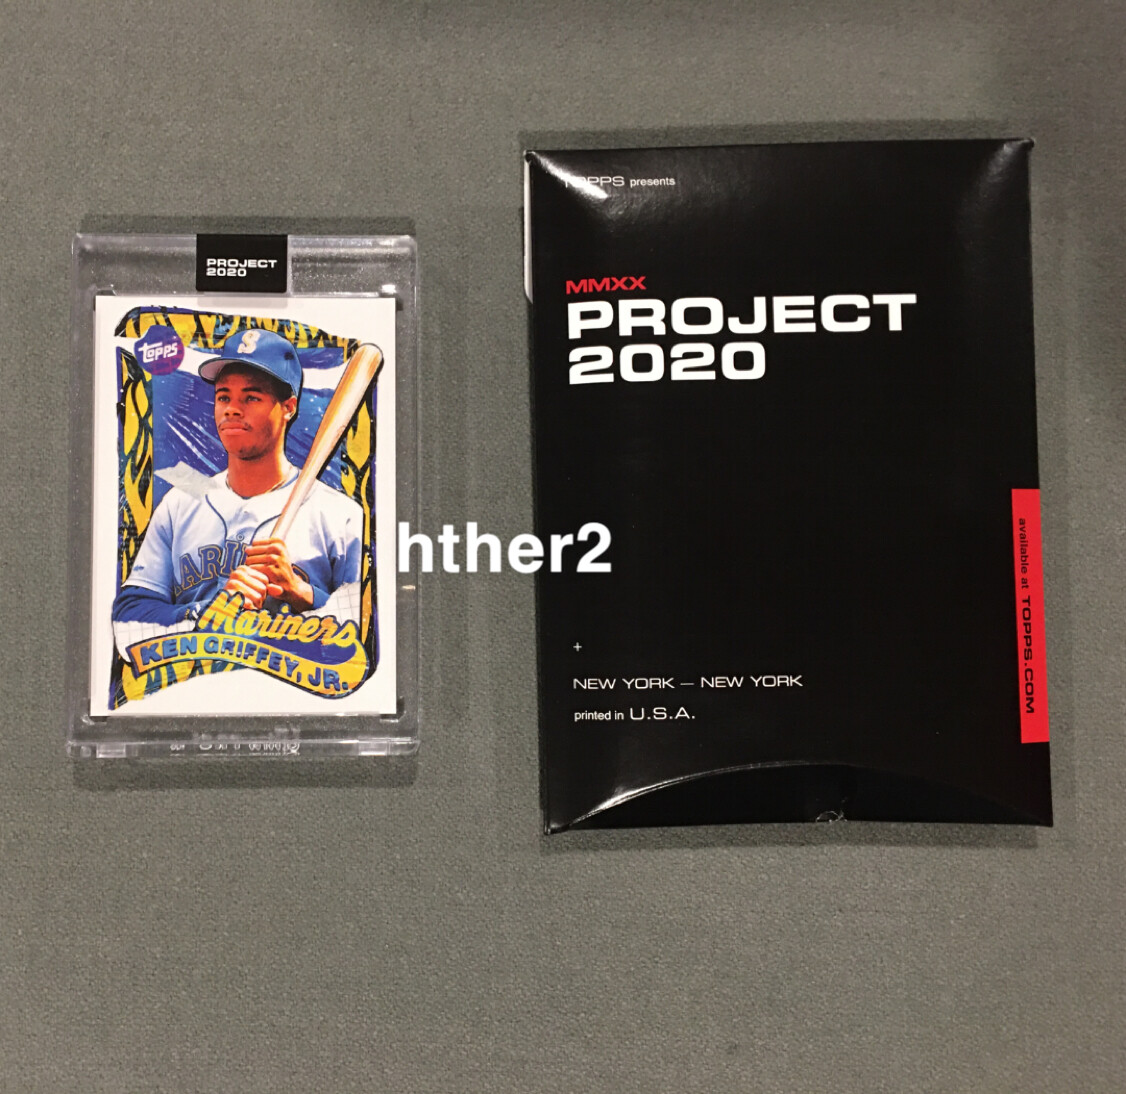 PROJECT
2020
topps
S
MARIN
Mariners
KEN GRIFFEY, JR.
hther2
TOPPS presents
MMXX
PROJECT
2020
available at TOPPS.COM
+
NEW YORK — NEW YORK
printed in U.S.A.